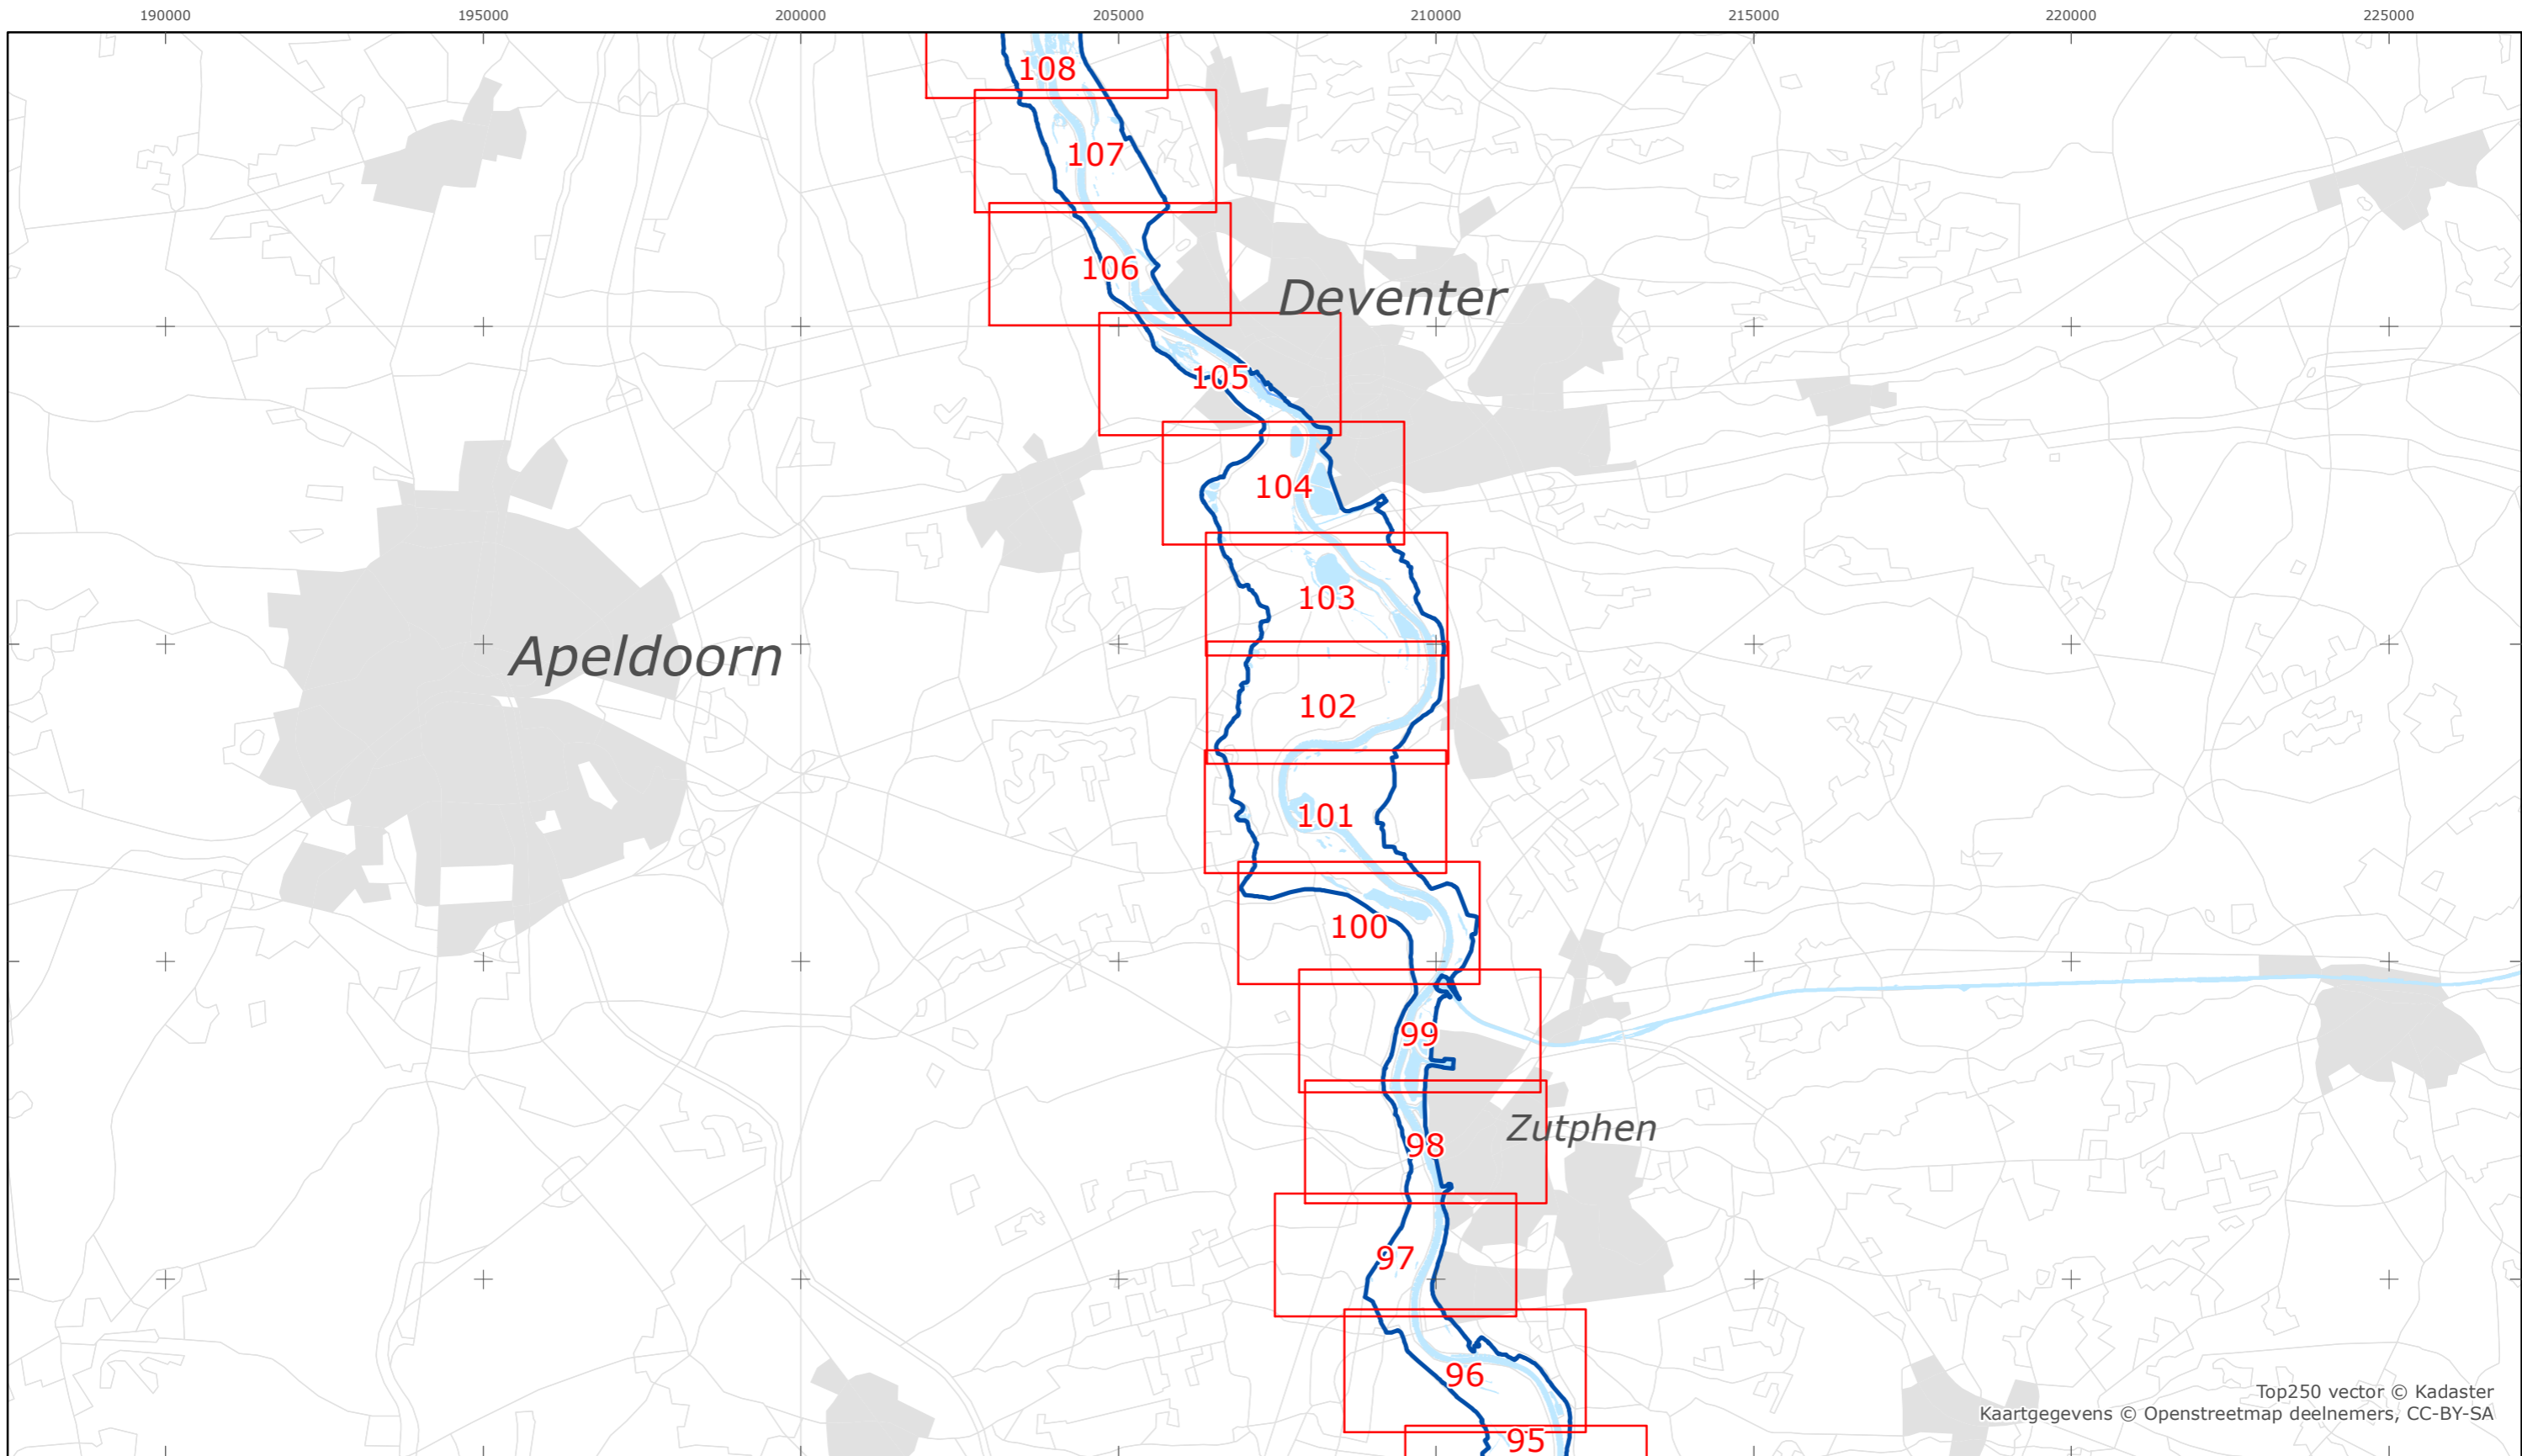 190000 195000 200000 205000 210000 215000 220000 225000
108
107
106
Deventer
105
104
103
Apeldoorn
102
101
100
99
Zutphen
98
97
96
Top250 vector © Kadaster
Kaartgegevens © Openstreetmap deelnemers, CC-BY-SA
95